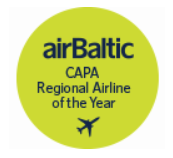 airBaltic
CAPA
Regional Airline
of the Year